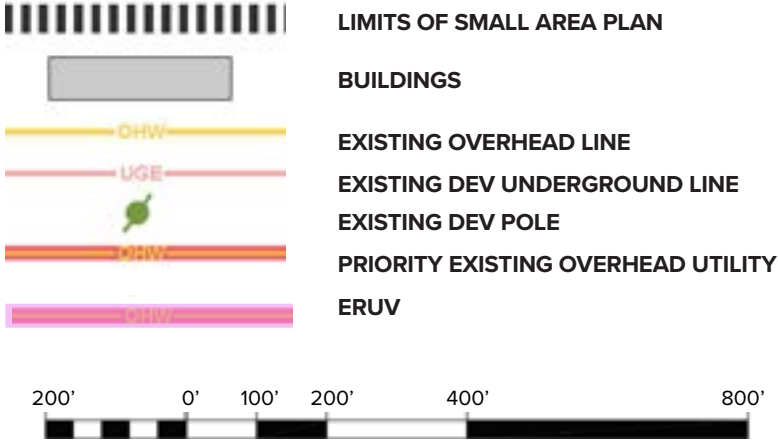 LIMITS OF SMALL AREA PLAN
BUILDINGS
OHW EXISTING OVERHEAD LINE
UGE EXISTING DEV UNDERGROUND LINE
EXISTING DEV POLE
OHW PRIORITY EXISTING OVERHEAD UTILITY
OHW ERUV
200’ 0’ 100’ 200’ 400’ 800’